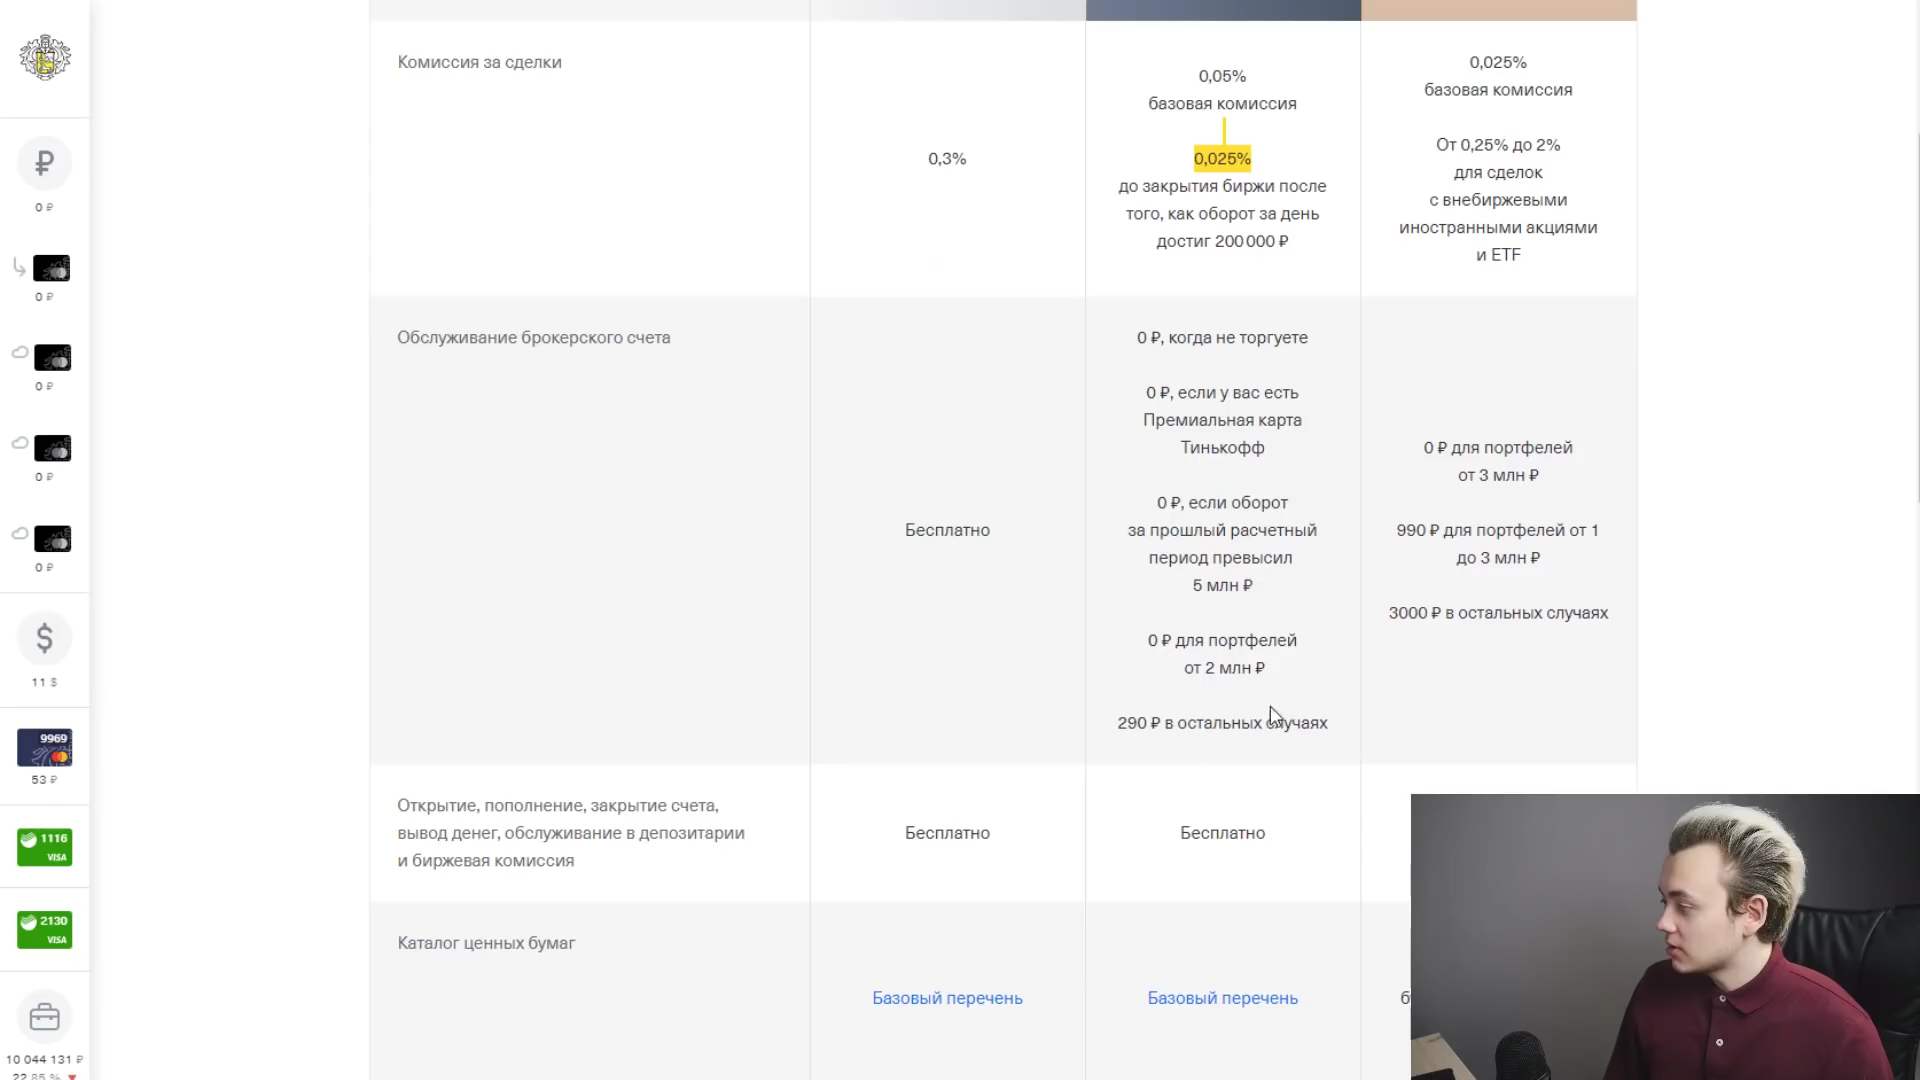 0 ₽
0 ₽
0 ₽
0 ₽
0 ₽
11 $
9969
53 ₽
1116
VISA
2130
VISA
10 044 131 ₽
22,85 %
Комиссия за сделки
0,3%
0,05%
базовая комиссия
0,025%
до закрытия биржи после
того, как оборот за день
достиг 200 000 ₽
0,025%
базовая комиссия
От 0,25% до 2%
для сделок
с внебиржевыми
иностранными акциями
и ETF
Обслуживание брокерского счета
Бесплатно
0 ₽, когда не торгуете
0 ₽, если у вас есть
Премиальная карта
Тинькофф
0 ₽, если оборот
за прошлый расчетный
период превысил
5 млн ₽
0 ₽ для портфелей
от 2 млн ₽
290 ₽ в остальных случаях
0 ₽ для портфелей
от 3 млн ₽
990 ₽ для портфелей от 1
до 3 млн ₽
3000 ₽ в остальных случаях
Открытие, пополнение, закрытие счета,
вывод денег, обслуживание в депозитарии
и биржевая комиссия
Бесплатно
Бесплатно
Каталог ценных бумаг
Базовый перечень
Базовый перечень